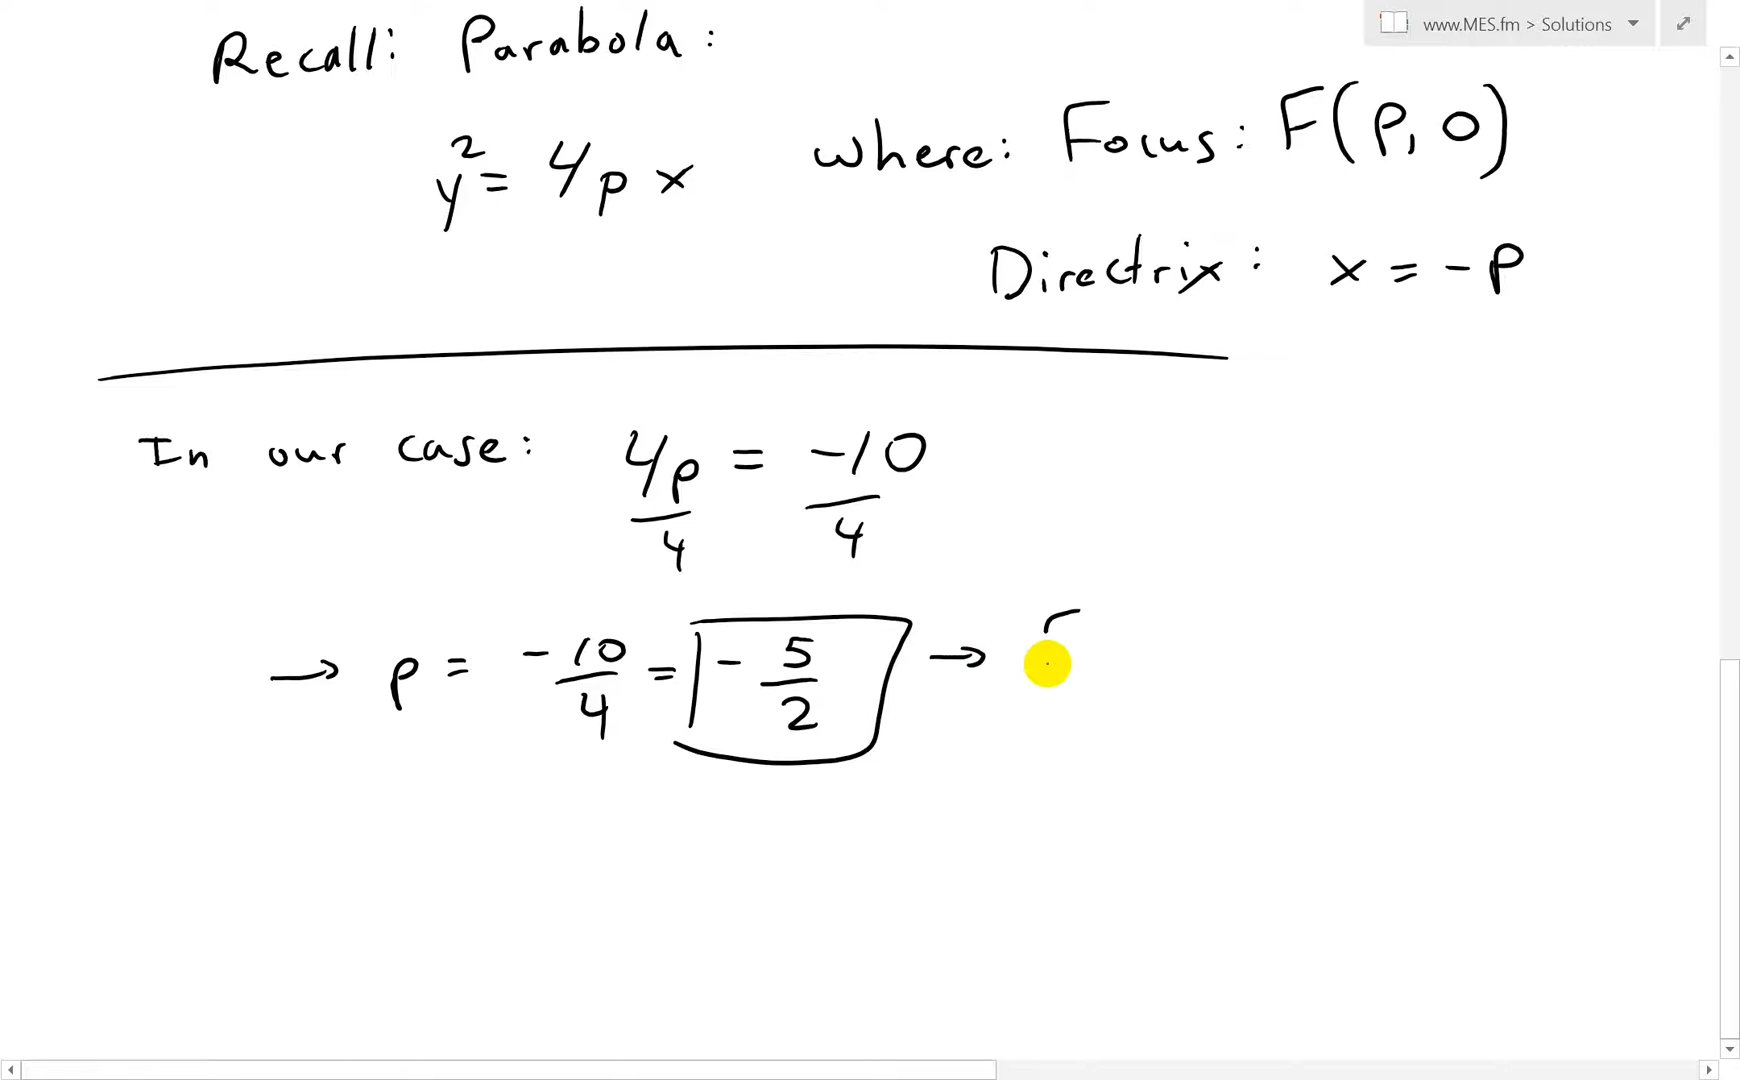 www.MES.fm > Solutions
Recall: Parabola:
y² = 4px where: Focus: F(p, 0)
Directrix: x = -p
In our case: 4p/4 = -10/4
→ p = -10/4 = -5/2 →